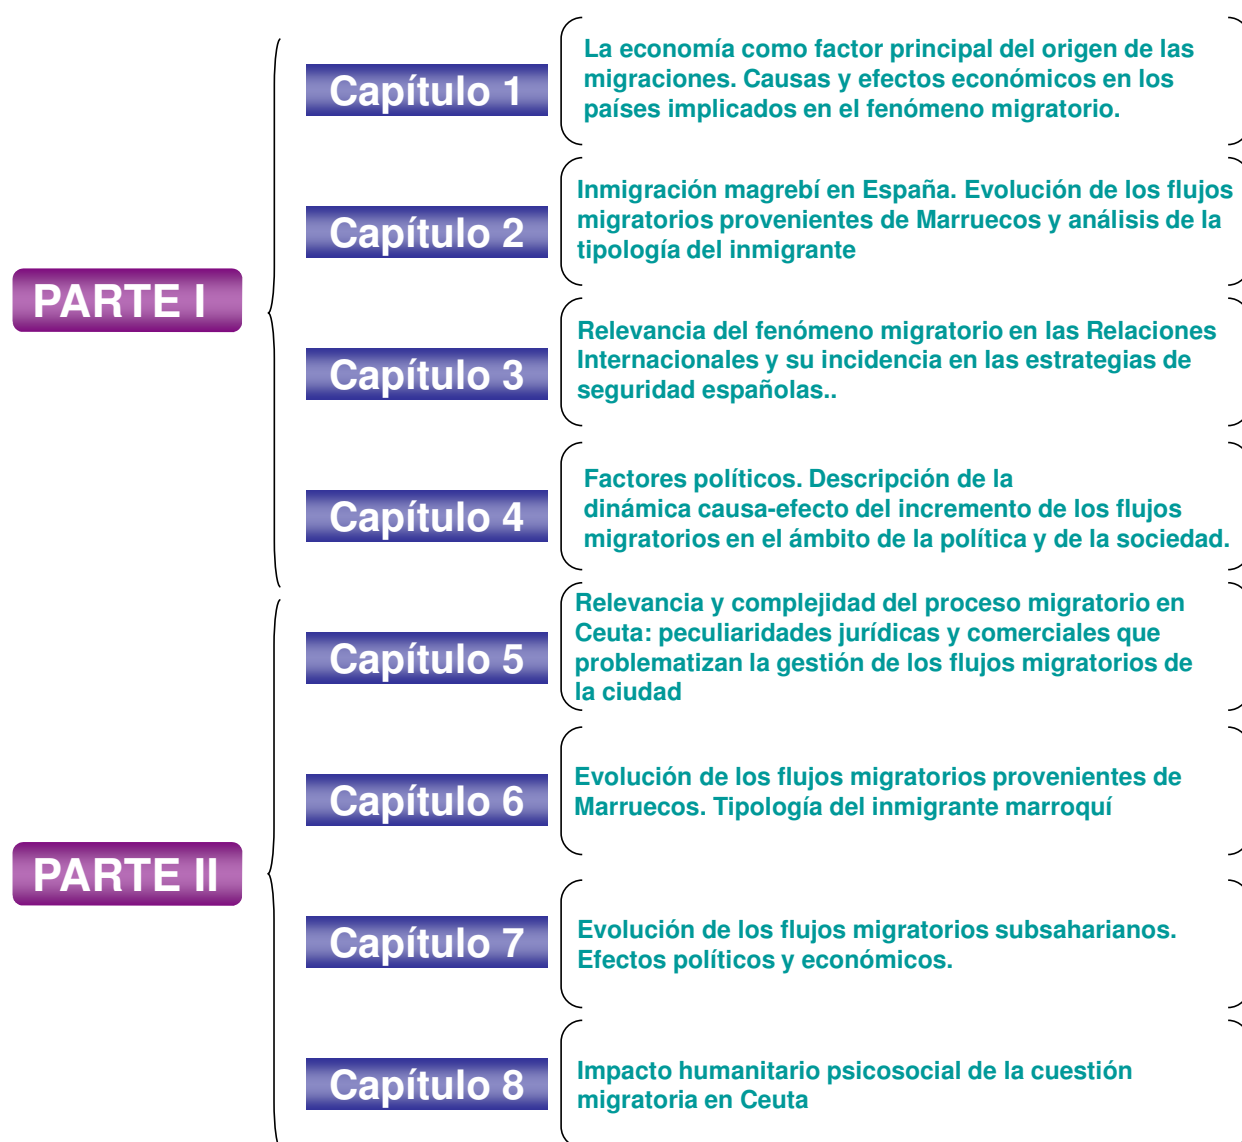 PARTE I
Capítulo 1
La economía como factor principal del origen de las
migraciones. Causas y efectos económicos en los
países implicados en el fenómeno migratorio.
Capítulo 2
Inmigración magrebí en España. Evolución de los flujos
migratorios provenientes de Marruecos y análisis de la
tipología del inmigrante
Capítulo 3
Relevancia del fenómeno migratorio en las Relaciones
Internacionales y su incidencia en las estrategias de
seguridad españolas..
Capítulo 4
Factores políticos. Descripción de la
dinámica causa-efecto del incremento de los flujos
migratorios en el ámbito de la política y de la sociedad.
PARTE II
Capítulo 5
Relevancia y complejidad del proceso migratorio en
Ceuta: peculiaridades jurídicas y comerciales que
problematizan la gestión de los flujos migratorios de
la ciudad
Capítulo 6
Evolución de los flujos migratorios provenientes de
Marruecos. Tipología del inmigrante marroquí
Capítulo 7
Evolución de los flujos migratorios subsaharianos.
Efectos políticos y económicos.
Capítulo 8
Impacto humanitario psicosocial de la cuestión
migratoria en Ceuta